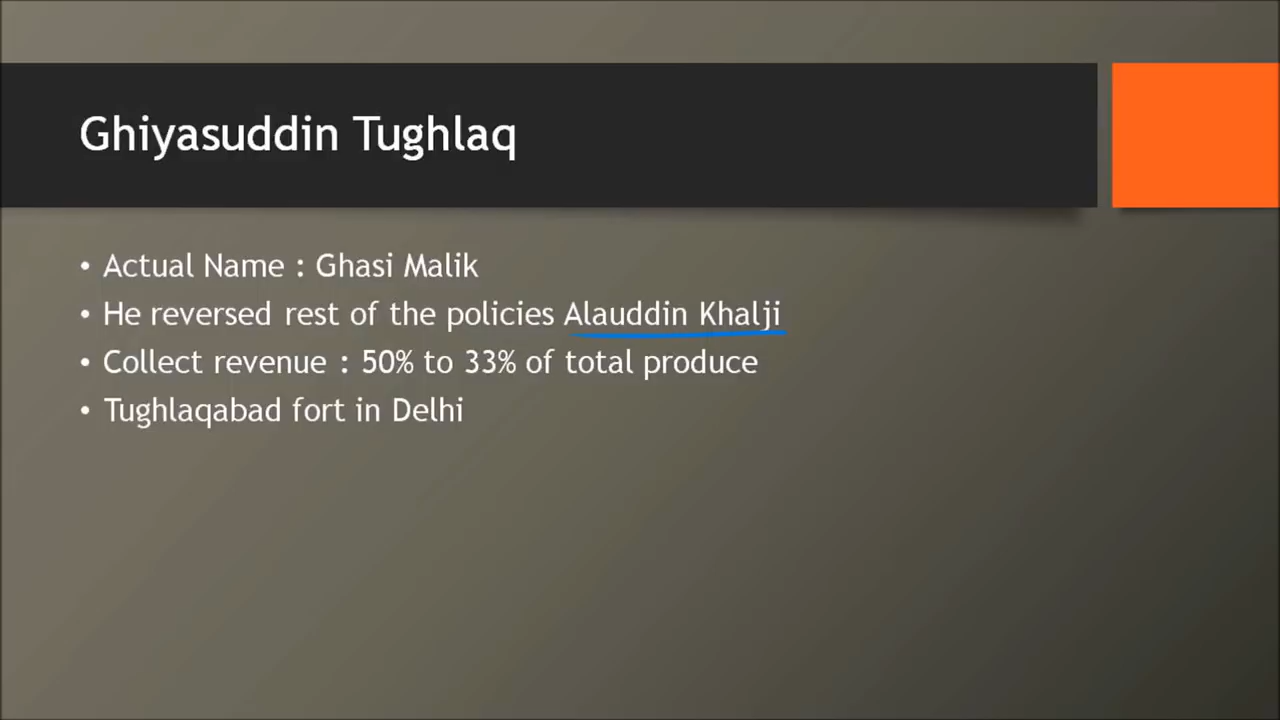 Ghiyasuddin Tughlaq
• Actual Name : Ghasi Malik
• He reversed rest of the policies Alauddin Khalji
• Collect revenue : 50% to 33% of total produce
• Tughlaqabad fort in Delhi